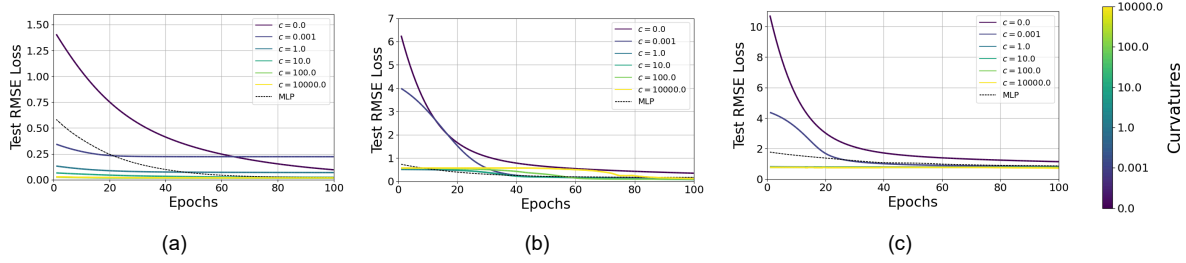 Test RMSE Loss
1.50
1.25
1.00
0.75
0.50
0.25
0.00
0
20
40
60
80
100
Epochs
c = 0.0
c = 0.001
c = 1.0
c = 10.0
c = 100.0
c = 10000.0
MLP
(a)
Test RMSE Loss
7
6
5
4
3
2
1
0
0
20
40
60
80
100
Epochs
c = 0.0
c = 0.001
c = 1.0
c = 10.0
c = 100.0
c = 10000.0
MLP
(b)
Test RMSE Loss
10
8
6
4
2
0
0
20
40
60
80
100
Epochs
c = 0.0
c = 0.001
c = 1.0
c = 10.0
c = 100.0
c = 10000.0
MLP
(c)
10000.0
100.0
10.0
1.0
0.001
0.0
Curvatures